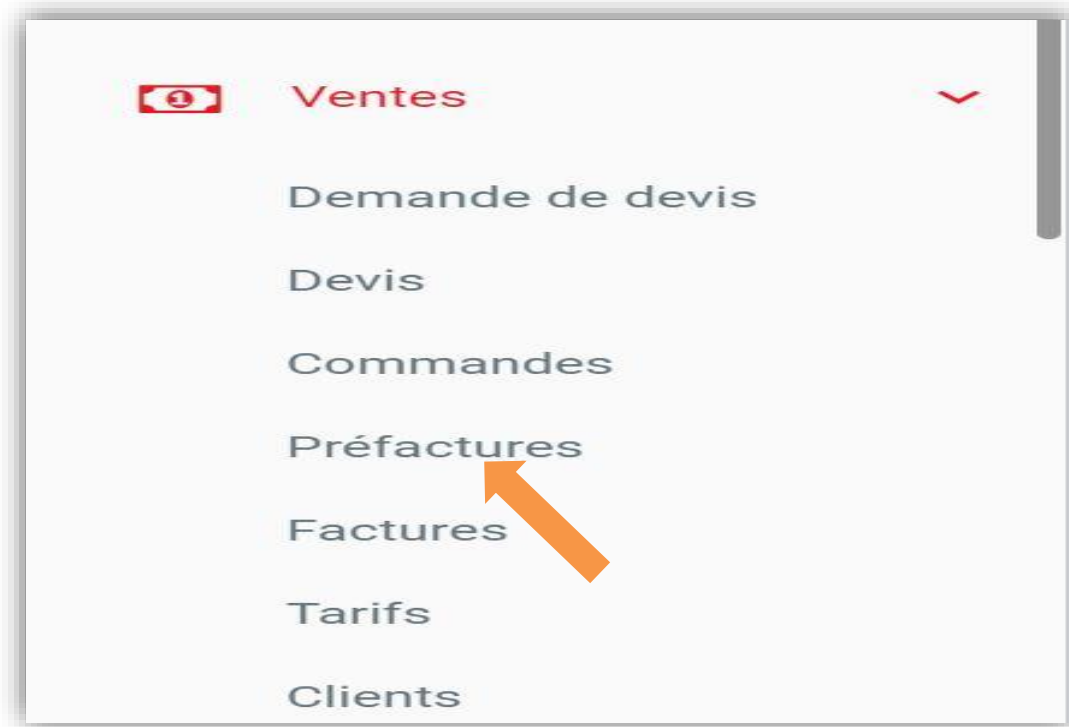 Ventes
Demande de devis
Devis
Commandes
Préfactures
Factures
Tarifs
Clients